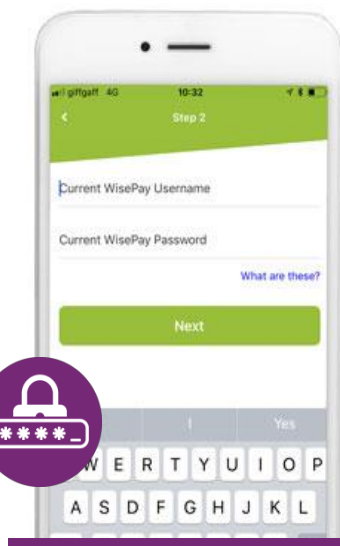 giffgaff 4G 10:32
Step 2
Current WisePay Username
Current WisePay Password
What are these?
Next
I Yes
****_
W E R T Y U I O P
A S D F G H J K L